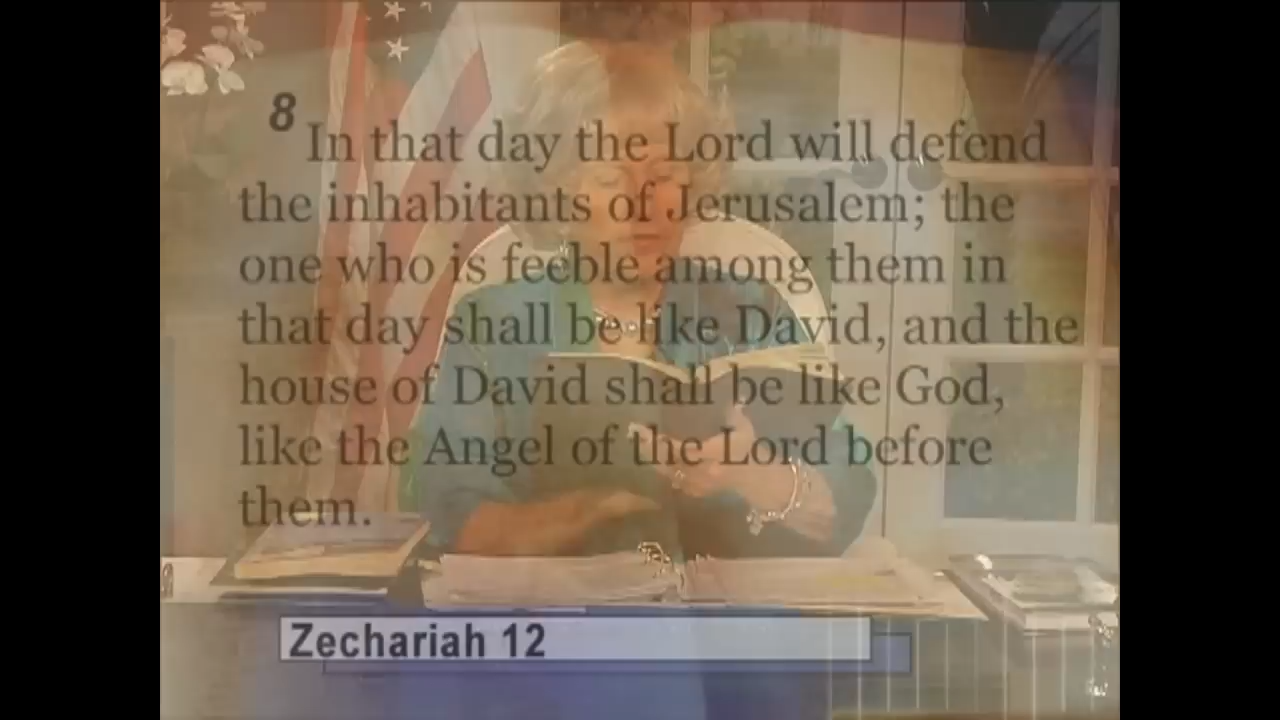 8 In that day the Lord will defend
the inhabitants of Jerusalem; the
one who is feeble among them in
that day shall be like David, and the
house of David shall be like God,
like the Angel of the Lord before
them.
Zechariah 12